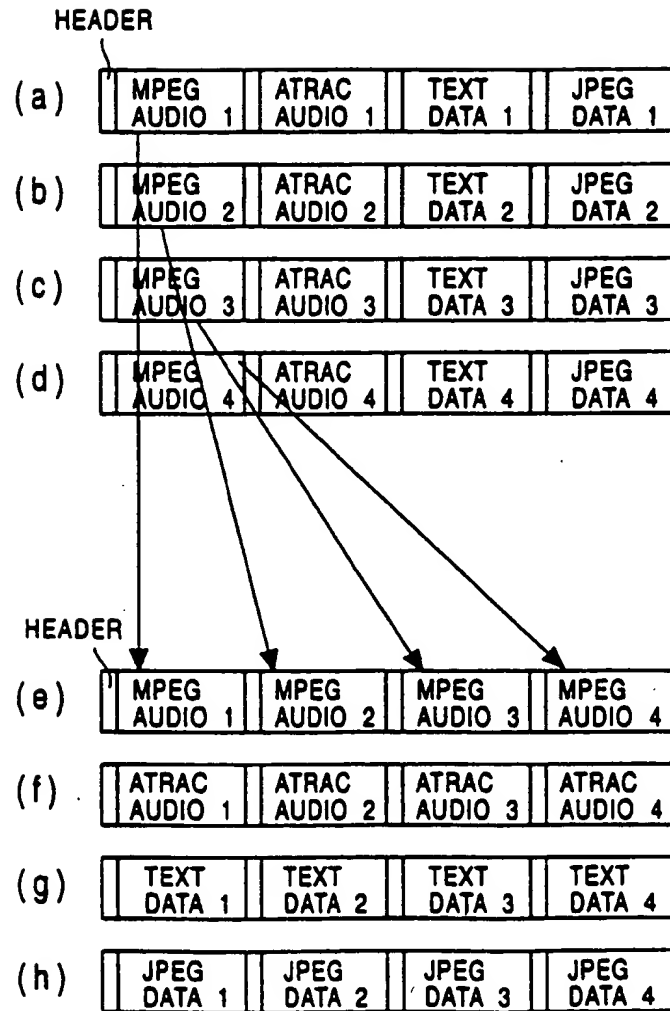 HEADER
(a) MPEG ATRAC TEXT JPEG
AUDIO 1 AUDIO 1 DATA 1 DATA 1
(b) MPEG ATRAC TEXT JPEG
AUDIO 2 AUDIO 2 DATA 2 DATA 2
(c) MPEG ATRAC TEXT JPEG
AUDIO 3 AUDIO 3 DATA 3 DATA 3
(d) MPEG ATRAC TEXT JPEG
AUDIO 4 AUDIO 4 DATA 4 DATA 4
HEADER
(e) MPEG MPEG MPEG MPEG
AUDIO 1 AUDIO 2 AUDIO 3 AUDIO 4
(f) ATRAC ATRAC ATRAC ATRAC
AUDIO 1 AUDIO 2 AUDIO 3 AUDIO 4
(g) TEXT TEXT TEXT TEXT
DATA 1 DATA 2 DATA 3 DATA 4
(h) JPEG JPEG JPEG JPEG
DATA 1 DATA 2 DATA 3 DATA 4